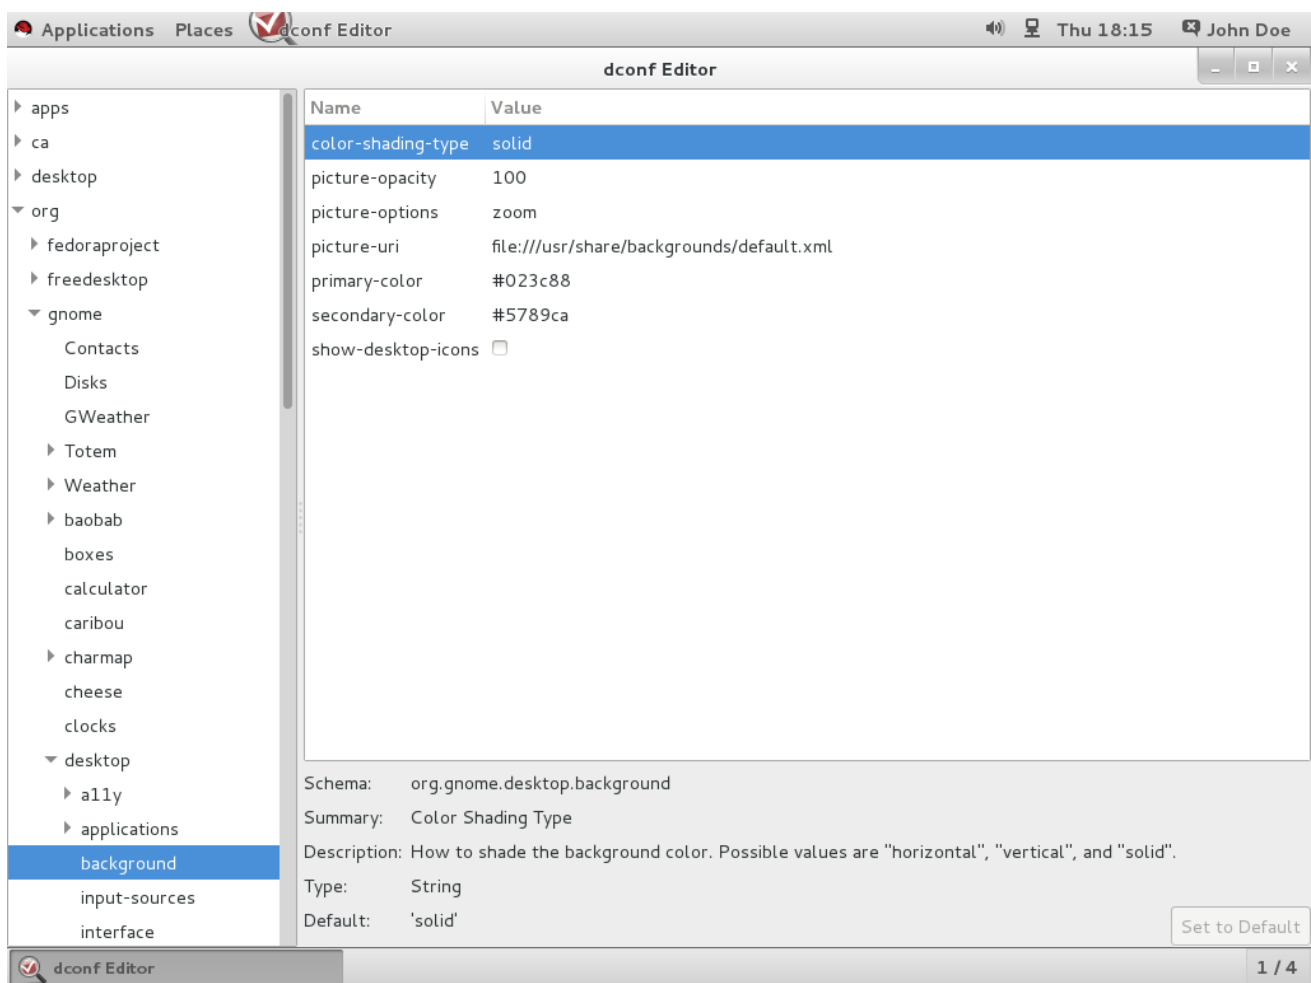 Applications Places dconf Editor Thu 18:15 John Doe
dconf Editor
apps
ca
desktop
org
fedoraproject
freedesktop
gnome
Contacts
Disks
GWeather
Totem
Weather
baobab
boxes
calculator
caribou
charmap
cheese
clocks
desktop
a11y
applications
background
input-sources
interface
Name Value
color-shading-type solid
picture-opacity 100
picture-options zoom
picture-uri file:///usr/share/backgrounds/default.xml
primary-color #023c88
secondary-color #5789ca
show-desktop-icons
Schema: org.gnome.desktop.background
Summary: Color Shading Type
Description: How to shade the background color. Possible values are "horizontal", "vertical", and "solid".
Type: String
Default: 'solid'
Set to Default
dconf Editor 1 / 4